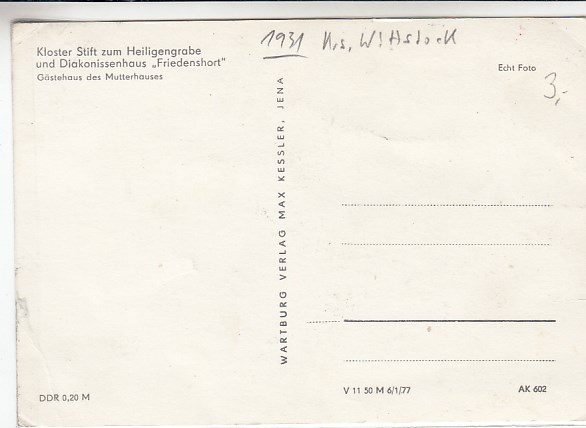 1931 Krs. Wittstock
Kloster Stift zum Heiligengrabe
und Diakonissenhaus „Friedenshort"
Gästehaus des Mutterhauses
Echt Foto
3,-
WARTBURG VERLAG MAX KESSLER, JENA
DDR 0,20 M
V 11 50 M 6/1/77
AK 602